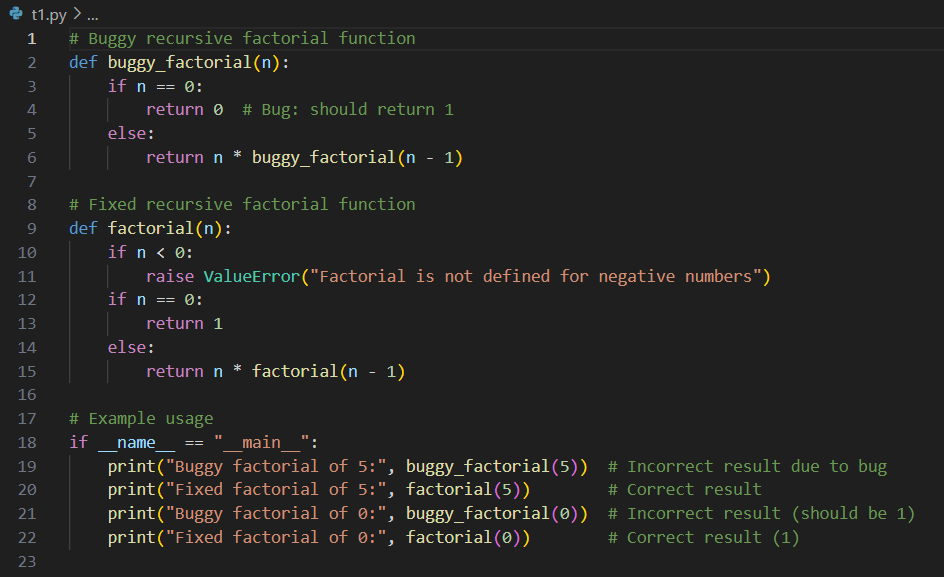 t1.py > ...
1 # Buggy recursive factorial function
2 def buggy_factorial(n):
3     if n == 0:
4         return 0  # Bug: should return 1
5     else:
6         return n * buggy_factorial(n - 1)
7
8 # Fixed recursive factorial function
9 def factorial(n):
10     if n < 0:
11         raise ValueError("Factorial is not defined for negative numbers")
12     if n == 0:
13         return 1
14     else:
15         return n * factorial(n - 1)
16
17 # Example usage
18 if __name__ == "__main__":
19     print("Buggy factorial of 5:", buggy_factorial(5))  # Incorrect result due to bug
20     print("Fixed factorial of 5:", factorial(5))        # Correct result
21     print("Buggy factorial of 0:", buggy_factorial(0))  # Incorrect result (should be 1)
22     print("Fixed factorial of 0:", factorial(0))        # Correct result (1)
23